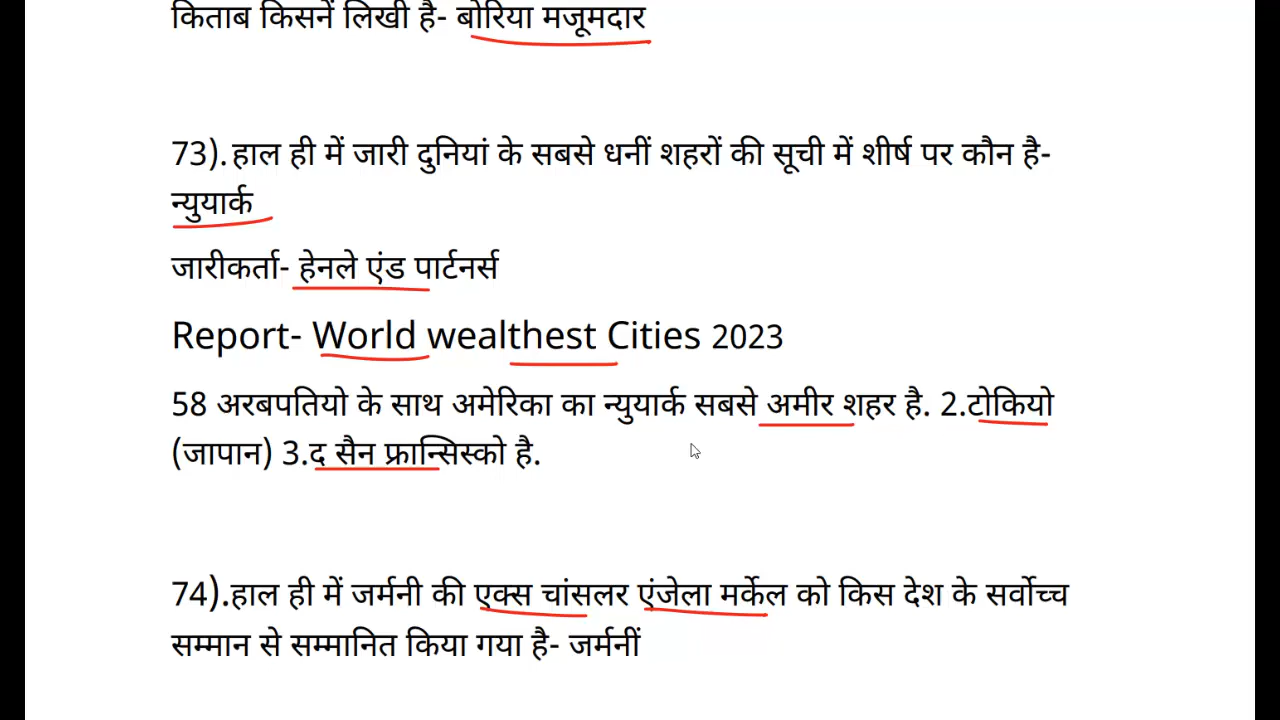 किताब किसनें लिखी है- बोरिया मजूमदार
73). हाल ही में जारी दुनियां के सबसे धनीं शहरों की सूची में शीर्ष पर कौन है-
न्युयार्क
जारीकर्ता- हेनले एंड पार्टनर्स
Report- World wealthest Cities 2023
58 अरबपतियो के साथ अमेरिका का न्युयार्क सबसे अमीर शहर है. 2.टोकियो
(जापान) 3.द सैन फ्रान्सिस्को है.
74).हाल ही में जर्मनी की एक्स चांसलर एंजेला मर्केल को किस देश के सर्वोच्च
सम्मान से सम्मानित किया गया है- जर्मनीं